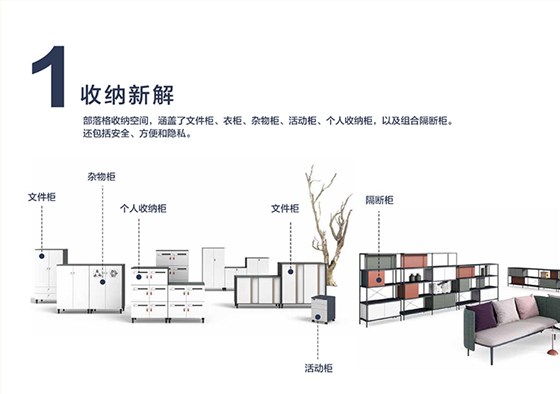 1
收纳新解
部落格收纳空间，涵盖了文件柜、衣柜、杂物柜、活动柜、个人收纳柜，以及组合隔断柜。
还包括安全、方便和隐私。
杂物柜
文件柜
个人收纳柜
文件柜
隔断柜
活动柜